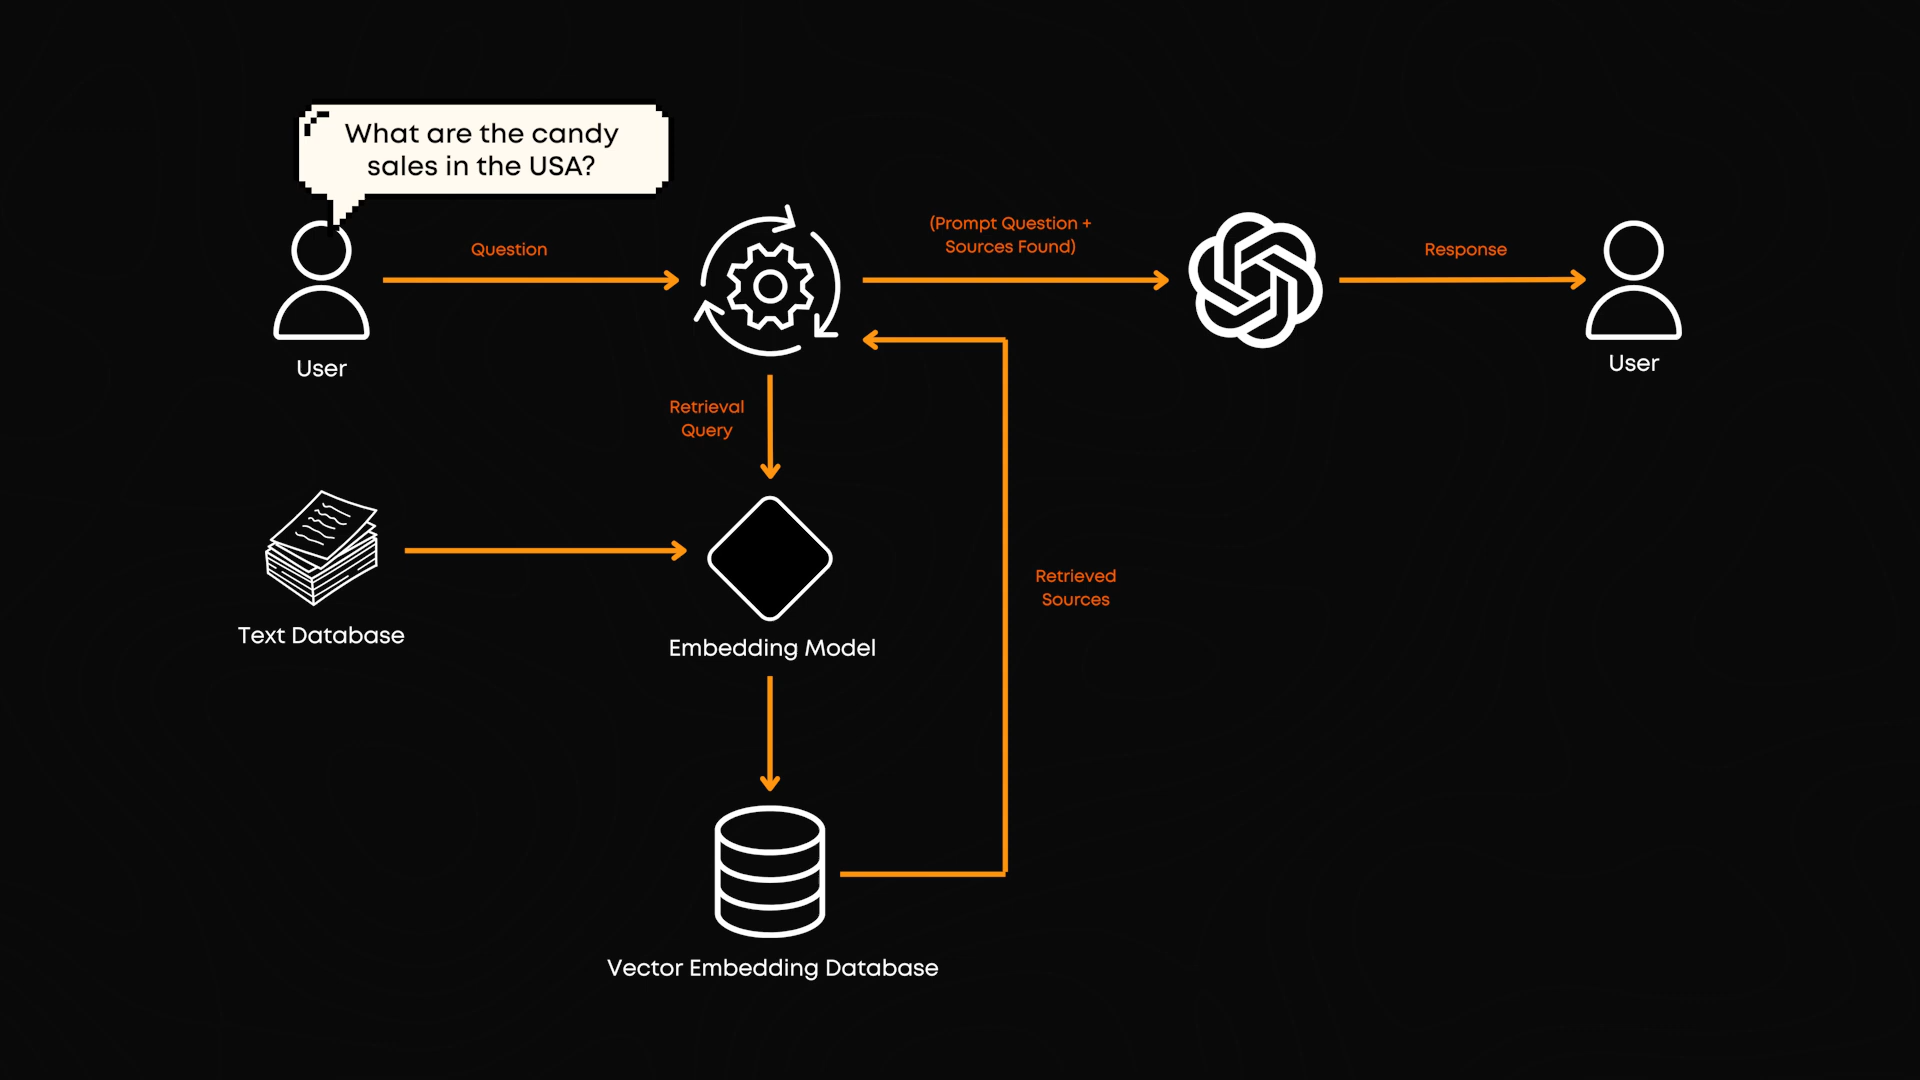 What are the candy
sales in the USA?
Question
(Prompt Question +
Sources Found)
Response
User
User
Retrieval
Query
Text Database
Embedding Model
Retrieved
Sources
Vector Embedding Database